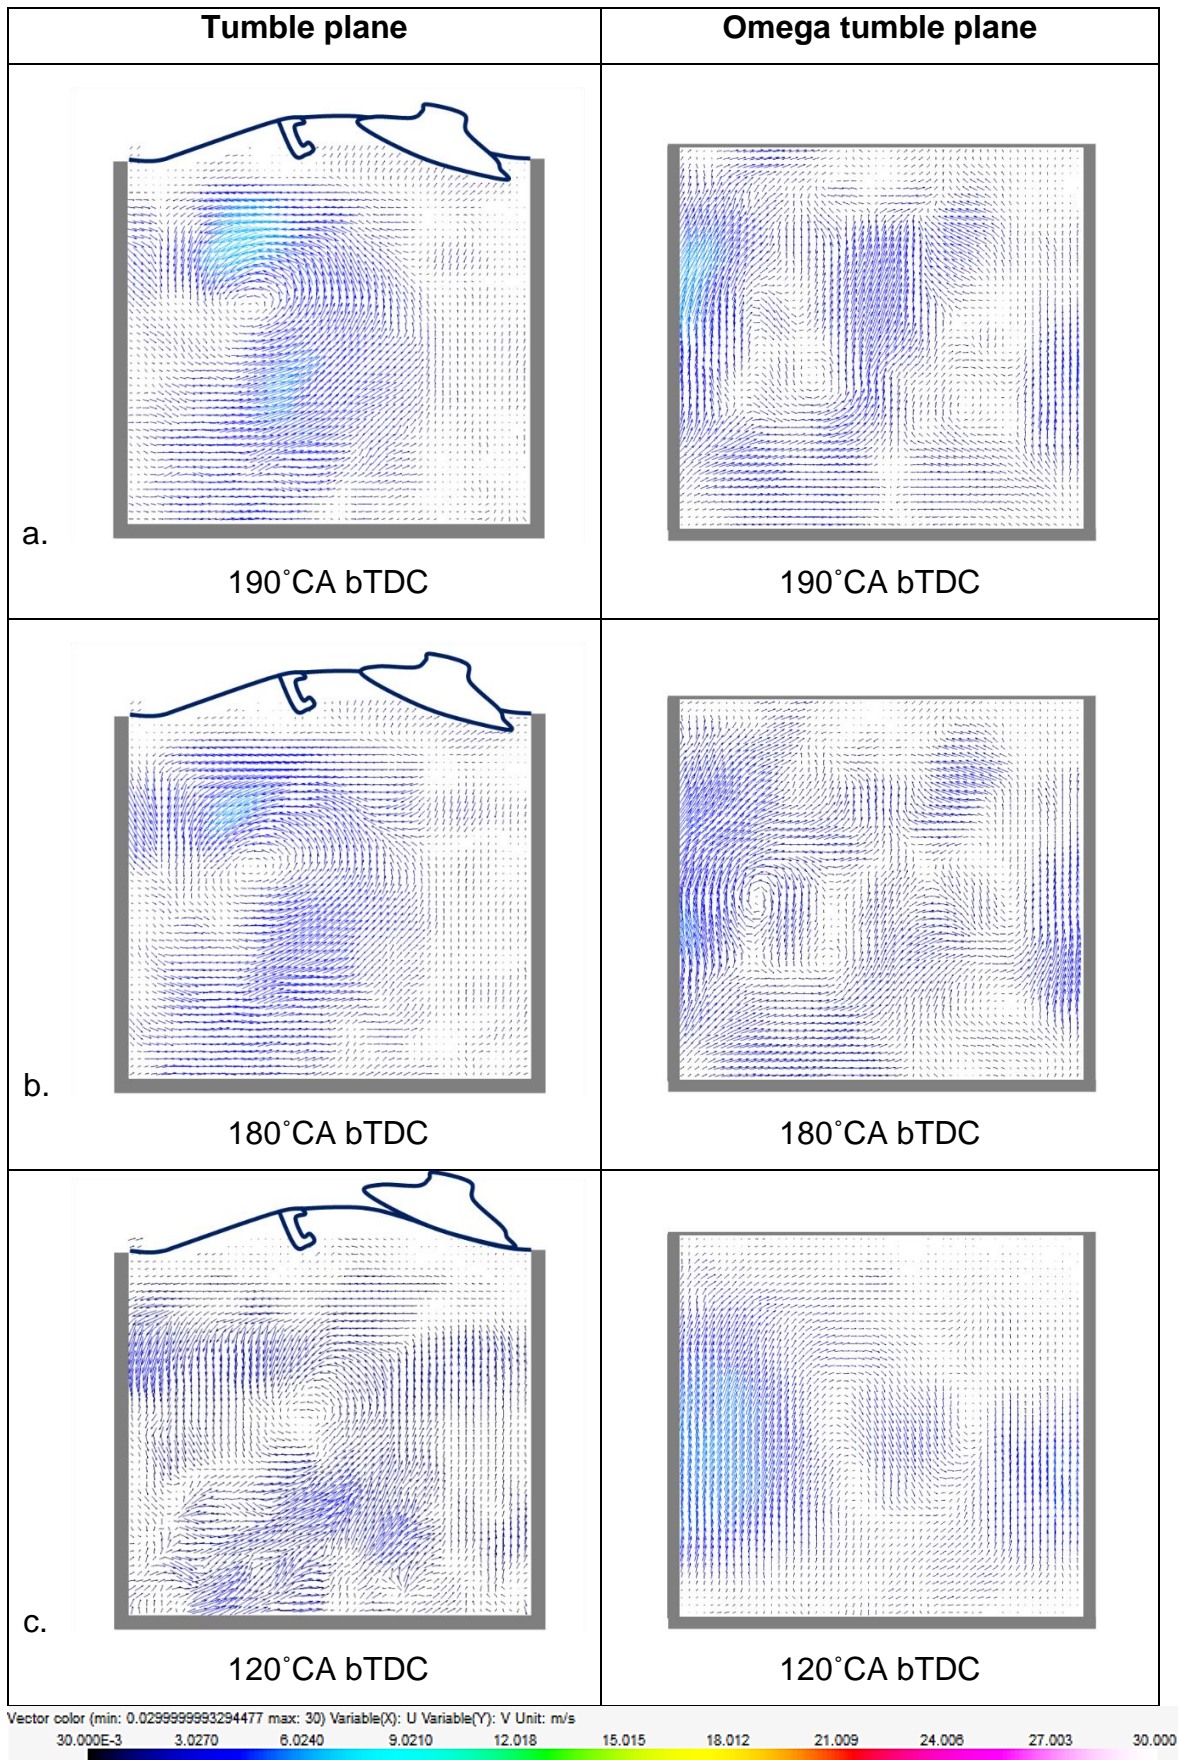 Tumble plane
Omega tumble plane
a.
190˚CA bTDC
190˚CA bTDC
b.
180˚CA bTDC
180˚CA bTDC
c.
120˚CA bTDC
120˚CA bTDC
Vector color (min: 0.0299999993294477 max: 30) Variable(X): U Variable(Y): V Unit: m/s
30.000E-3 3.0270 6.0240 9.0210 12.018 15.015 18.012 21.009 24.006 27.003 30.000